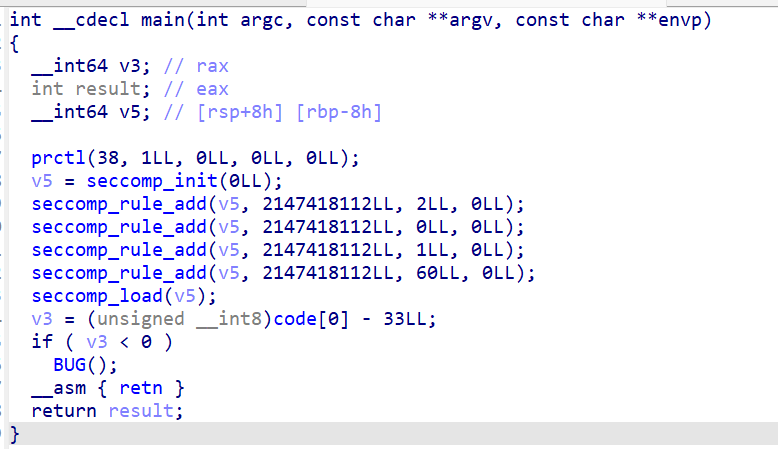 int __cdecl main(int argc, const char **argv, const char **envp)
{
  __int64 v3; // rax
  int result; // eax
  __int64 v5; // [rsp+8h] [rbp-8h]

  prctl(38, 1LL, 0LL, 0LL, 0LL);
  v5 = seccomp_init(0LL);
  seccomp_rule_add(v5, 2147418112LL, 2LL, 0LL);
  seccomp_rule_add(v5, 2147418112LL, 0LL, 0LL);
  seccomp_rule_add(v5, 2147418112LL, 1LL, 0LL);
  seccomp_rule_add(v5, 2147418112LL, 60LL, 0LL);
  seccomp_load(v5);
  v3 = (unsigned __int8)code[0] - 33LL;
  if ( v3 < 0 )
    BUG();
  __asm { retn }
  return result;
}